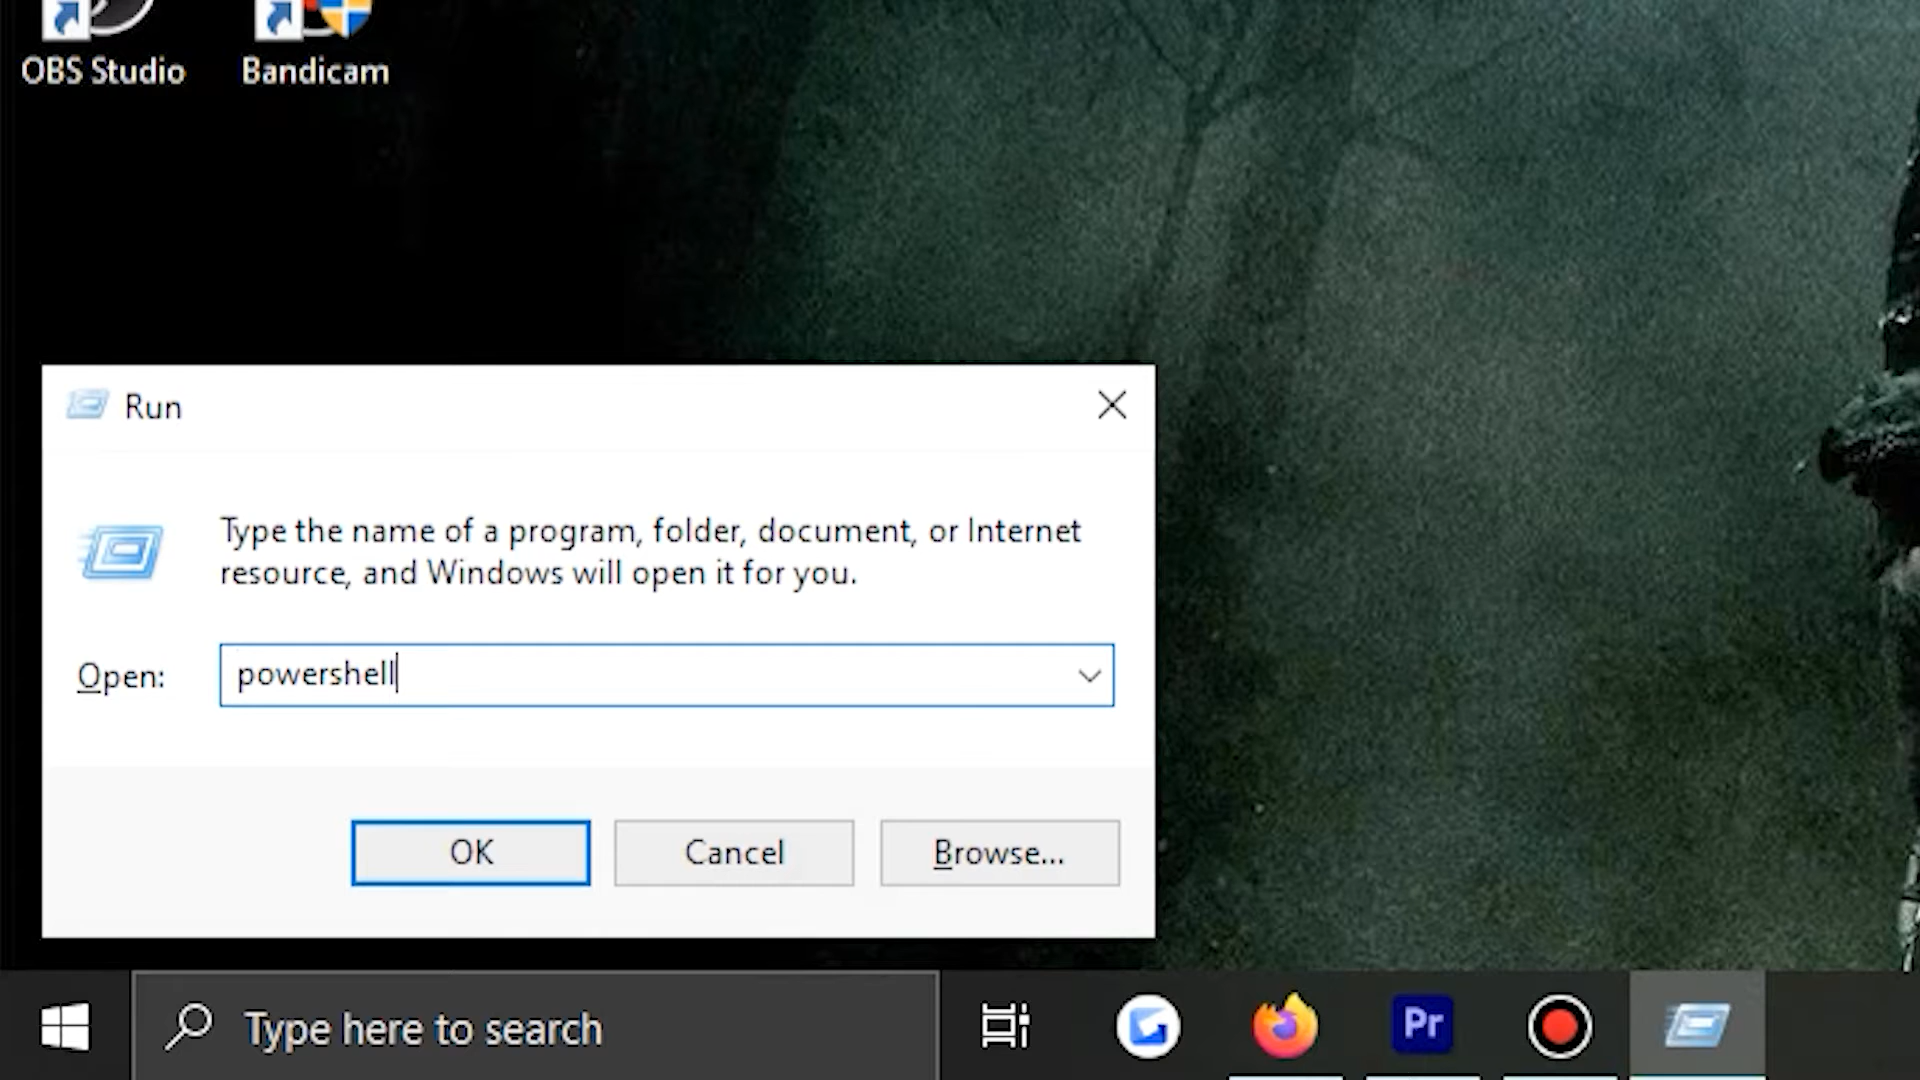 OBS Studio
Bandicam
Run
Type the name of a program, folder, document, or Internet
resource, and Windows will open it for you.
Open:
powershell
OK
Cancel
Browse...
Type here to search
Pr